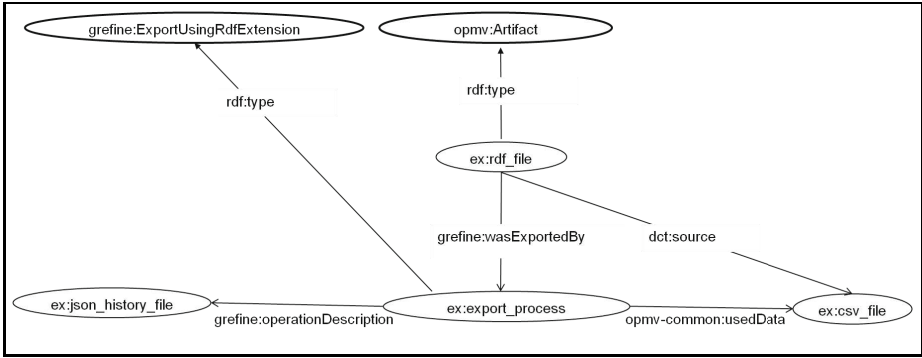 grefine:ExportUsingRdfExtension
opmv:Artifact
rdf:type
rdf:type
ex:rdf_file
grefine:wasExportedBy
dct:source
ex:json_history_file
ex:export_process
ex:csv_file
grefine:operationDescription
opmv-common:usedData